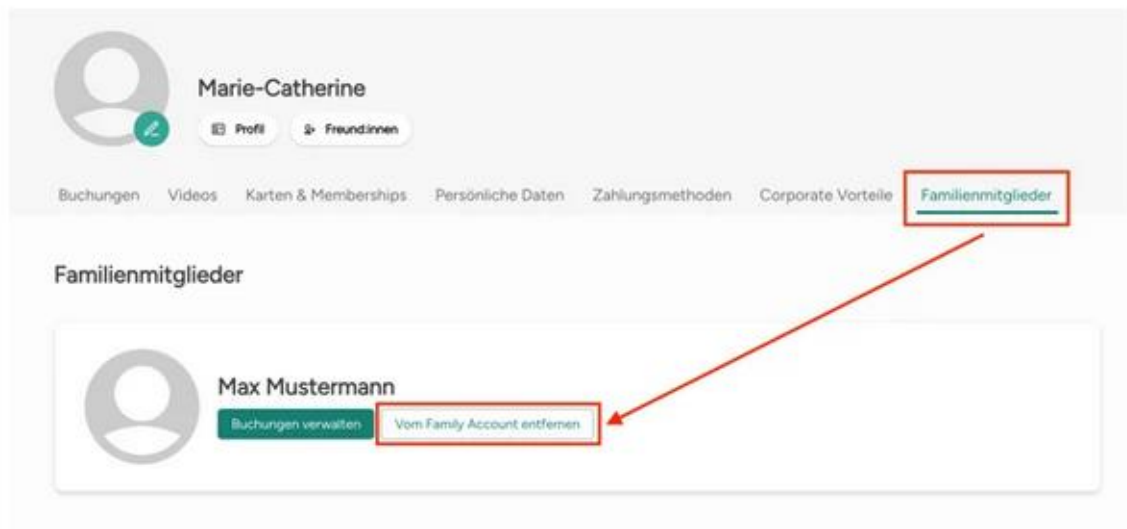 Marie-Catherine
Profil Freund:innen
Buchungen Videos Karten & Memberships Persönliche Daten Zahlungsmethoden Corporate Vorteile Familienmitglieder
Familienmitglieder
Max Mustermann
Buchungen verwalten Vom Family Account entfernen